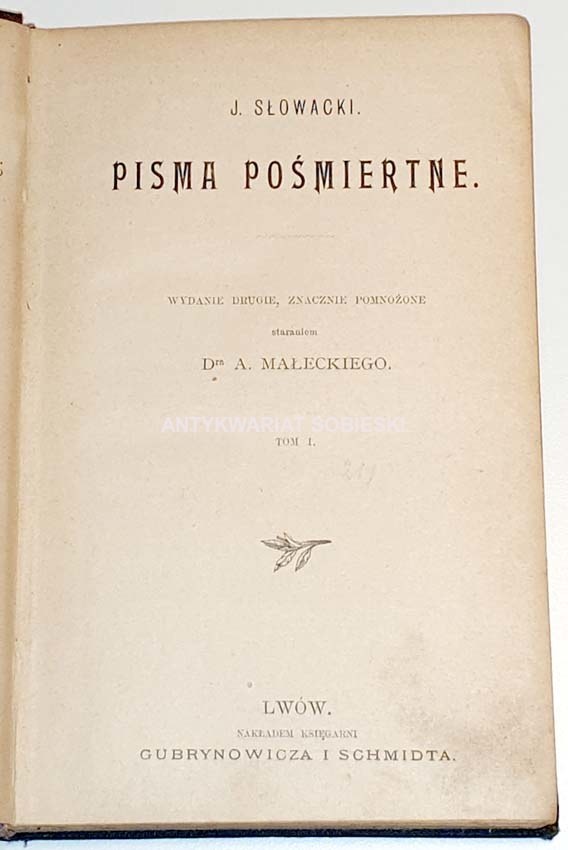 J. SŁOWACKI.
PISMA POŚMIERTNE.
WYDANIE DRUGIE, ZNACZNIE POMNOŻONE
staraniem
Dra A. MAŁECKIEGO.
ANTYKWARIAT SOBIESKI
TOM I.
LWÓW.
NAKŁADEM KSIĘGARNI
GUBRYNOWICZA I SCHMIDTA.